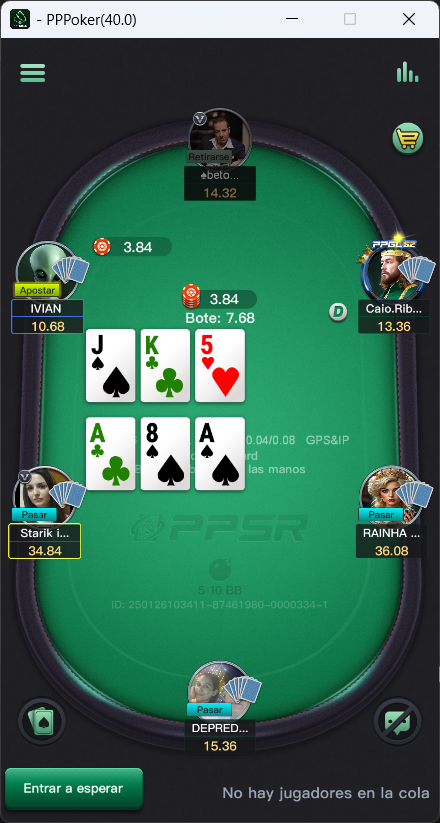 - PPPoker(40.0)
Retirarse
♠beto...
14.32
PPGL
3.84
Apostar
IVIAN
10.68
3.84
Bote: 7.68
D
Caio.Rib...
13.36
J K 5
A 8 A
0.04/0.08 GPS&IP
las manos
Pasar
Starik i...
34.84
Pasar
RAINHA ...
36.08
PPSR
5-10 BB
ID: 250126103411-87461980-0000334-1
Pasar
DEPRED...
15.36
Entrar a esperar
No hay jugadores en la cola